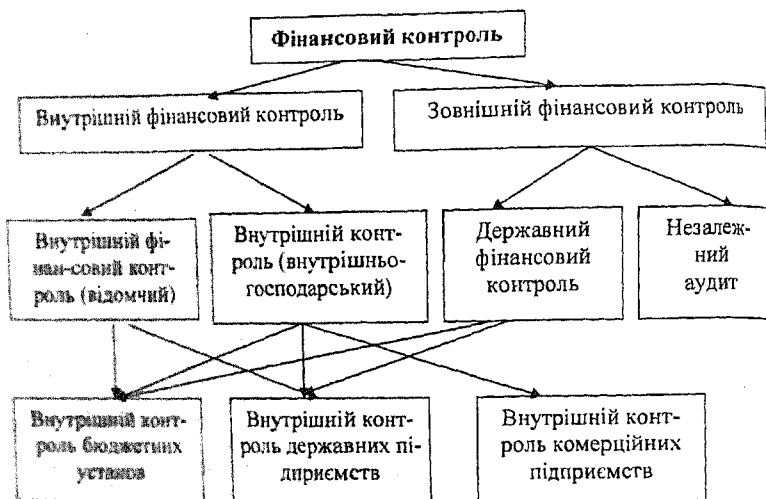 Фінансовий контроль
Внутрішній фінансовий контроль
Зовнішній фінансовий контроль
Внутрішній фі-
нан-совий конт-
роль (відомчий)
Внутрішній конт-
роль (внутрішньо-
господарський)
Державний
фінансовий
контроль
Незалеж-
ний
аудит
Внутрішній конт-
роль бюджетних
установ
Внутрішній конт-
роль державних пі-
дприємств
Внутрішній конт-
роль комерційних
підприємств